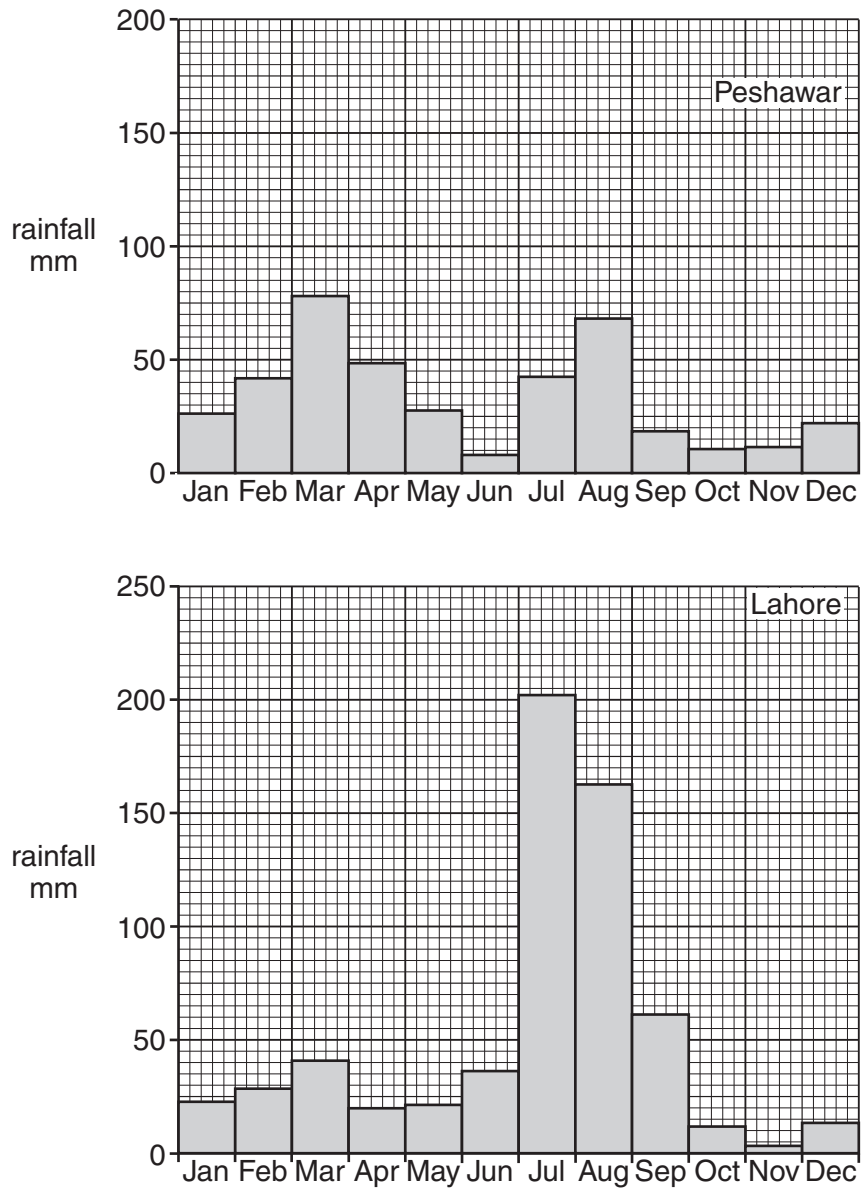 200
Peshawar
150
100
rainfall
mm
50
0
Jan Feb Mar Apr May Jun Jul Aug Sep Oct Nov Dec
250
Lahore
200
150
rainfall
mm
100
50
0
Jan Feb Mar Apr May Jun Jul Aug Sep Oct Nov Dec